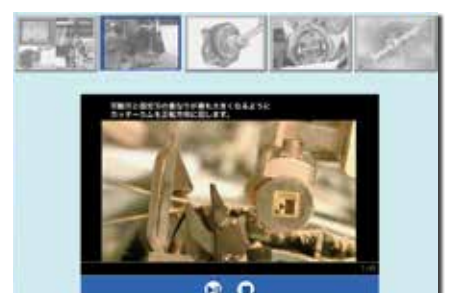 可動刃と固定刃の重なりが最も大きくなるように
カッターカムを正転方向に回します。